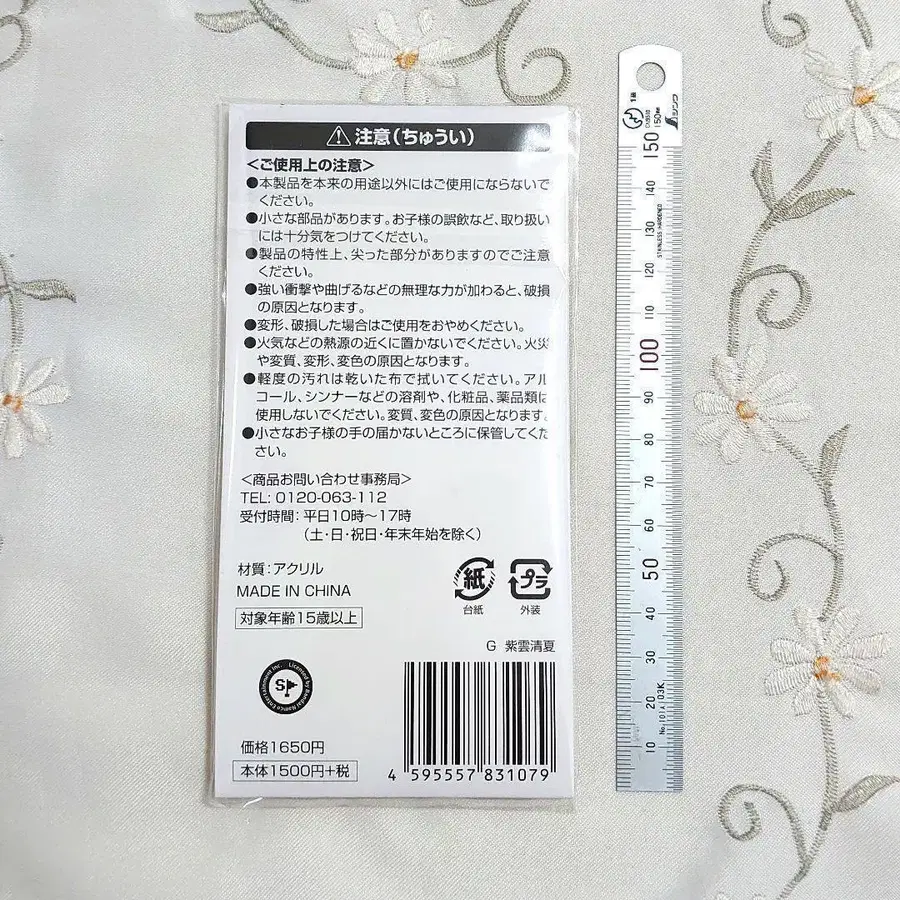 注意(ちゅうい)
<ご使用上の注意>
●本製品を本来の用途以外にはご使用にならないで
ください。
●小さな部品があります。お子様の誤飲など、取り扱い
には十分気をつけてください。
●製品の特性上、尖った部分がありますのでご注意
ください。
●強い衝撃や曲げるなどの無理な力が加わると、破損
の原因となります。
●変形、破損した場合はご使用をおやめください。
●火気などの熱源の近くに置かないでください。火災
や変質、変形、変色の原因となります。
●軽度の汚れは乾いた布で拭いてください。アル
コール、シンナーなどの溶剤や、化粧品、薬品類は
使用しないでください。変質、変色の原因となります。
●小さなお子様の手の届かないところに保管してくだ
さい。
<商品お問い合わせ事務局>
TEL: 0120-063-112
受付時間：平日10時～17時
(土・日・祝日・年末年始を除く)
材質：アクリル
MADE IN CHINA
対象年齢15歳以上
紙
台紙
プラ
外装
G 紫雲清夏
Licensed by Bandai Namco Entertainment Inc.
SP
価格1650円
本体1500円+税
4 595557 831079
1級
150㎜
シンワ
STAINLESS HARDENED
150
140
130
120
110
100
90
80
70
60
50
40
30
20
10